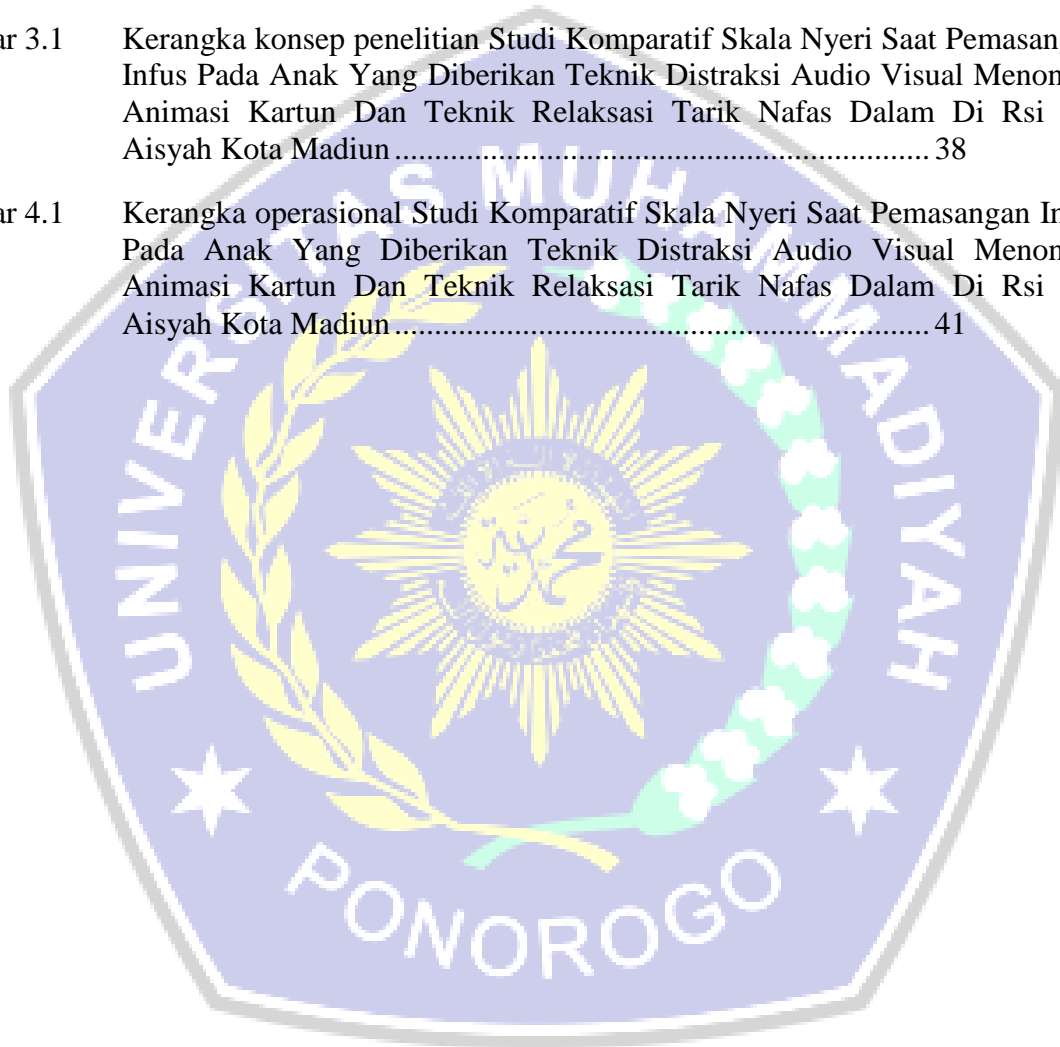 ar 3.1 Kerangka konsep penelitian Studi Komparatif Skala Nyeri Saat Pemasan
Infus Pada Anak Yang Diberikan Teknik Distraksi Audio Visual Menon
Animasi Kartun Dan Teknik Relaksasi Tarik Nafas Dalam Di Rsi
Aisyah Kota Madiun.................................................................. 38
ar 4.1 Kerangka operasional Studi Komparatif Skala Nyeri Saat Pemasangan In
Pada Anak Yang Diberikan Teknik Distraksi Audio Visual Menon
Animasi Kartun Dan Teknik Relaksasi Tarik Nafas Dalam Di Rsi
Aisyah Kota Madiun.................................................................. 41
UNIVERSITAS MUHAMMADIYAH
PONOROGO